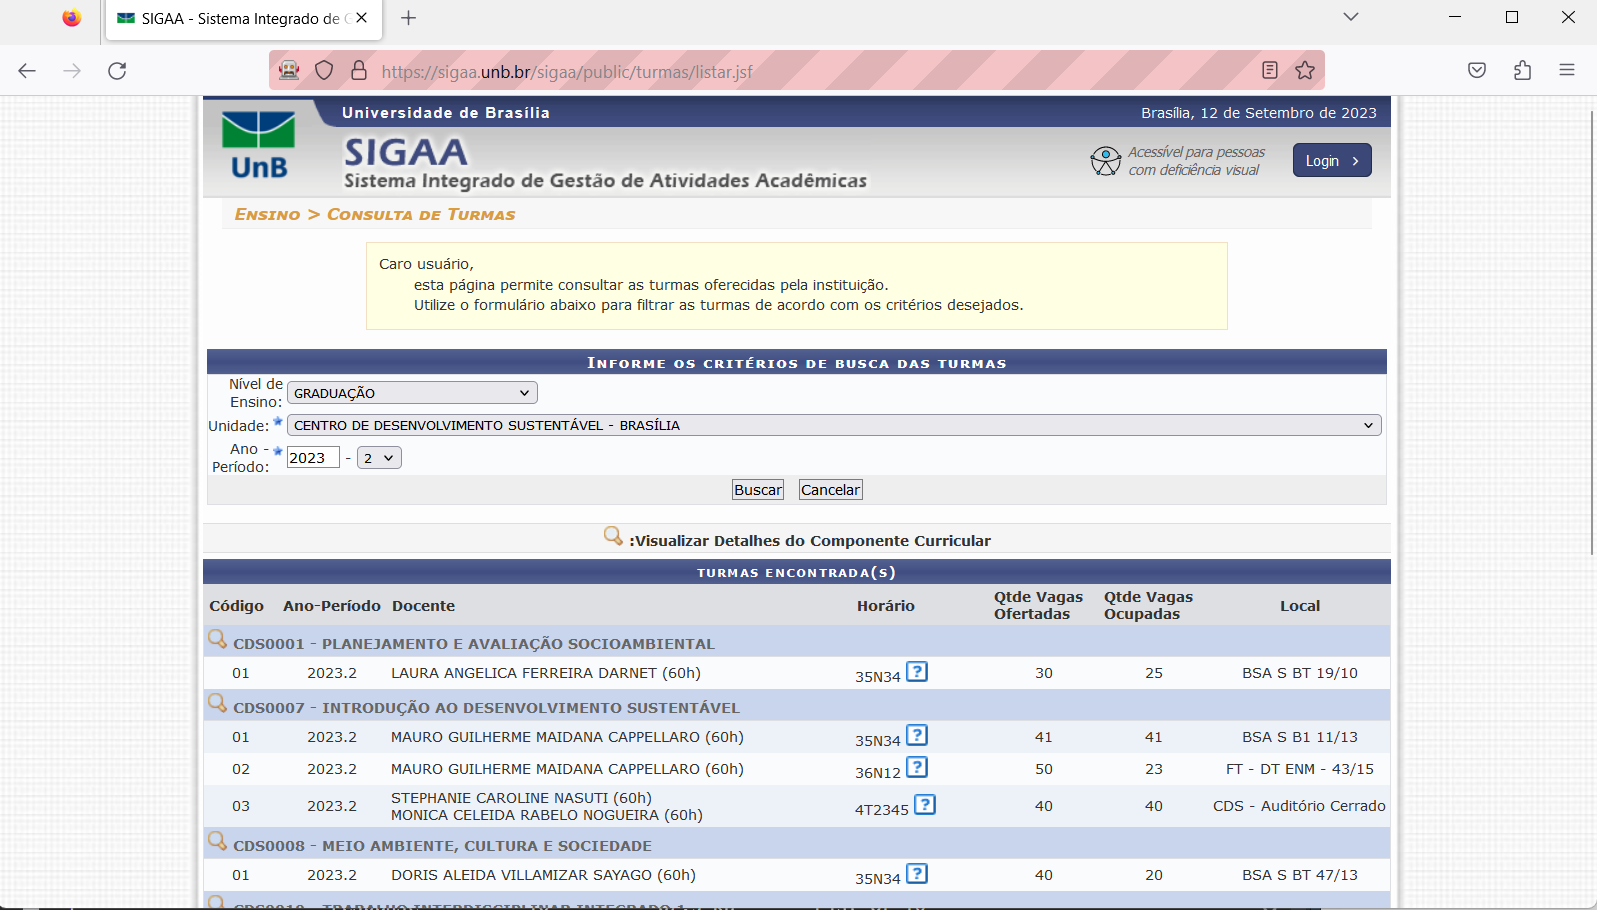 SIGAA - Sistema Integrado de
https://sigaa.unb.br/sigaa/public/turmas/listar.jsf
Universidade de Brasília
Brasília, 12 de Setembro de 2023
UnB
SIGAA
Sistema Integrado de Gestão de Atividades Acadêmicas
Acessível para pessoas
com deficiência visual
Login
Ensino > Consulta de Turmas
Caro usuário,
esta página permite consultar as turmas oferecidas pela instituição.
Utilize o formulário abaixo para filtrar as turmas de acordo com os critérios desejados.
Informe os critérios de busca das turmas
Nível de
Ensino: GRADUAÇÃO
Unidade: CENTRO DE DESENVOLVIMENTO SUSTENTÁVEL - BRASÍLIA
Ano -
Período: 2023 - 2
Buscar Cancelar
:Visualizar Detalhes do Componente Curricular
turmas encontrada(s)
Código Ano-Período Docente Horário Qtde Vagas Ofertadas Qtde Vagas Ocupadas Local
CDS0001 - PLANEJAMENTO E AVALIAÇÃO SOCIOAMBIENTAL
01 2023.2 LAURA ANGELICA FERREIRA DARNET (60h) 35N34 ? 30 25 BSA S BT 19/10
CDS0007 - INTRODUÇÃO AO DESENVOLVIMENTO SUSTENTÁVEL
01 2023.2 MAURO GUILHERME MAIDANA CAPPELLARO (60h) 35N34 ? 41 41 BSA S B1 11/13
02 2023.2 MAURO GUILHERME MAIDANA CAPPELLARO (60h) 36N12 ? 50 23 FT - DT ENM - 43/15
03 2023.2 STEPHANIE CAROLINE NASUTI (60h)
MONICA CELEIDA RABELO NOGUEIRA (60h) 4T2345 ? 40 40 CDS - Auditório Cerrado
CDS0008 - MEIO AMBIENTE, CULTURA E SOCIEDADE
01 2023.2 DORIS ALEIDA VILLAMIZAR SAYAGO (60h) 35N34 ? 40 20 BSA S BT 47/13
CDS0010 - TRABALHO INTERDISCIPLINAR INTEGRADO 1